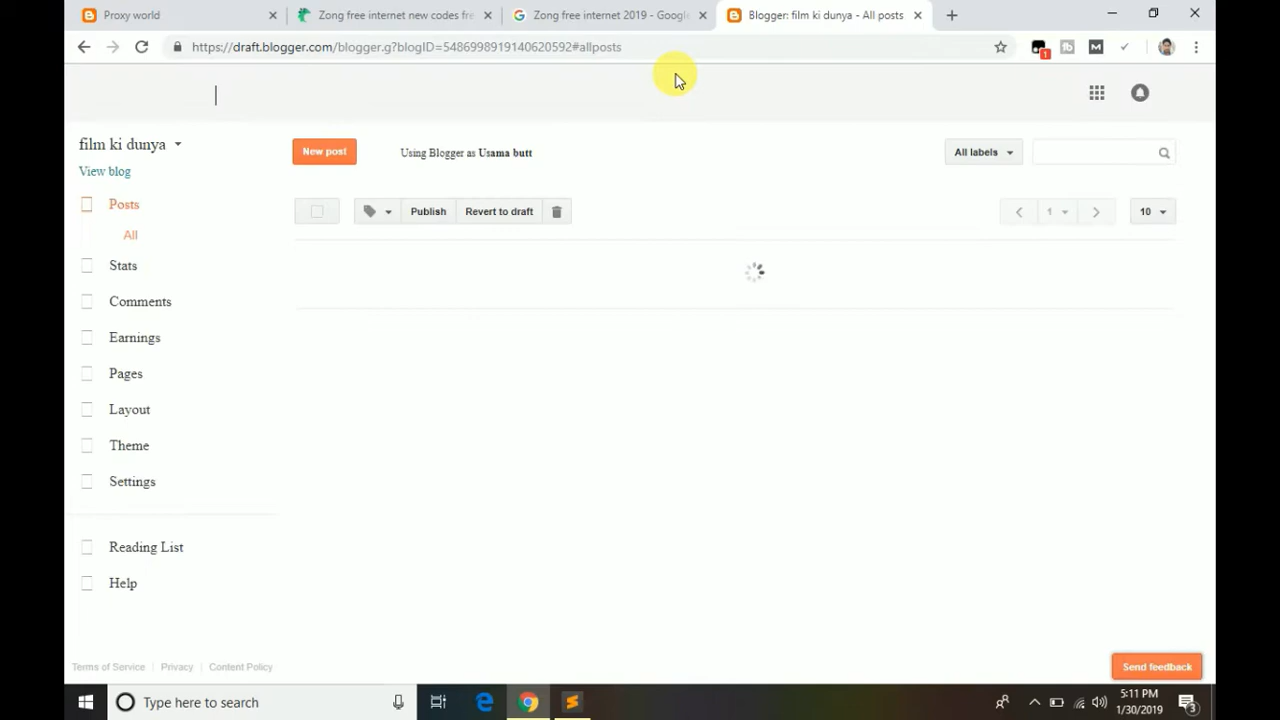 Proxy world
Zong free internet new codes fre
Zong free internet 2019 - Google
Blogger: film ki dunya - All posts
https://draft.blogger.com/blogger.g?blogID=5486998919140620592#allposts
1
film ki dunya
View blog
New post
Using Blogger as Usama butt
All labels
Posts
All
Publish
Revert to draft
1
10
Stats
Comments
Earnings
Pages
Layout
Theme
Settings
Reading List
Help
Terms of Service
Privacy
Content Policy
Send feedback
Type here to search
5:11 PM
1/30/2019
3